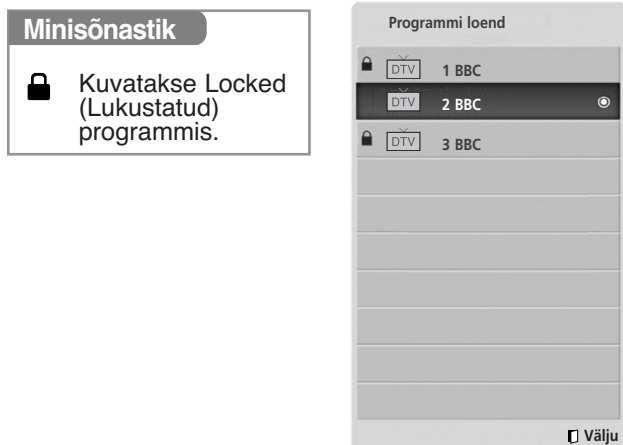 Minisõnastik
Kuvatakse Locked
(Lukustatud)
programmis.
Programmi loend
DTV 1 BBC
DTV 2 BBC
DTV 3 BBC
Välju